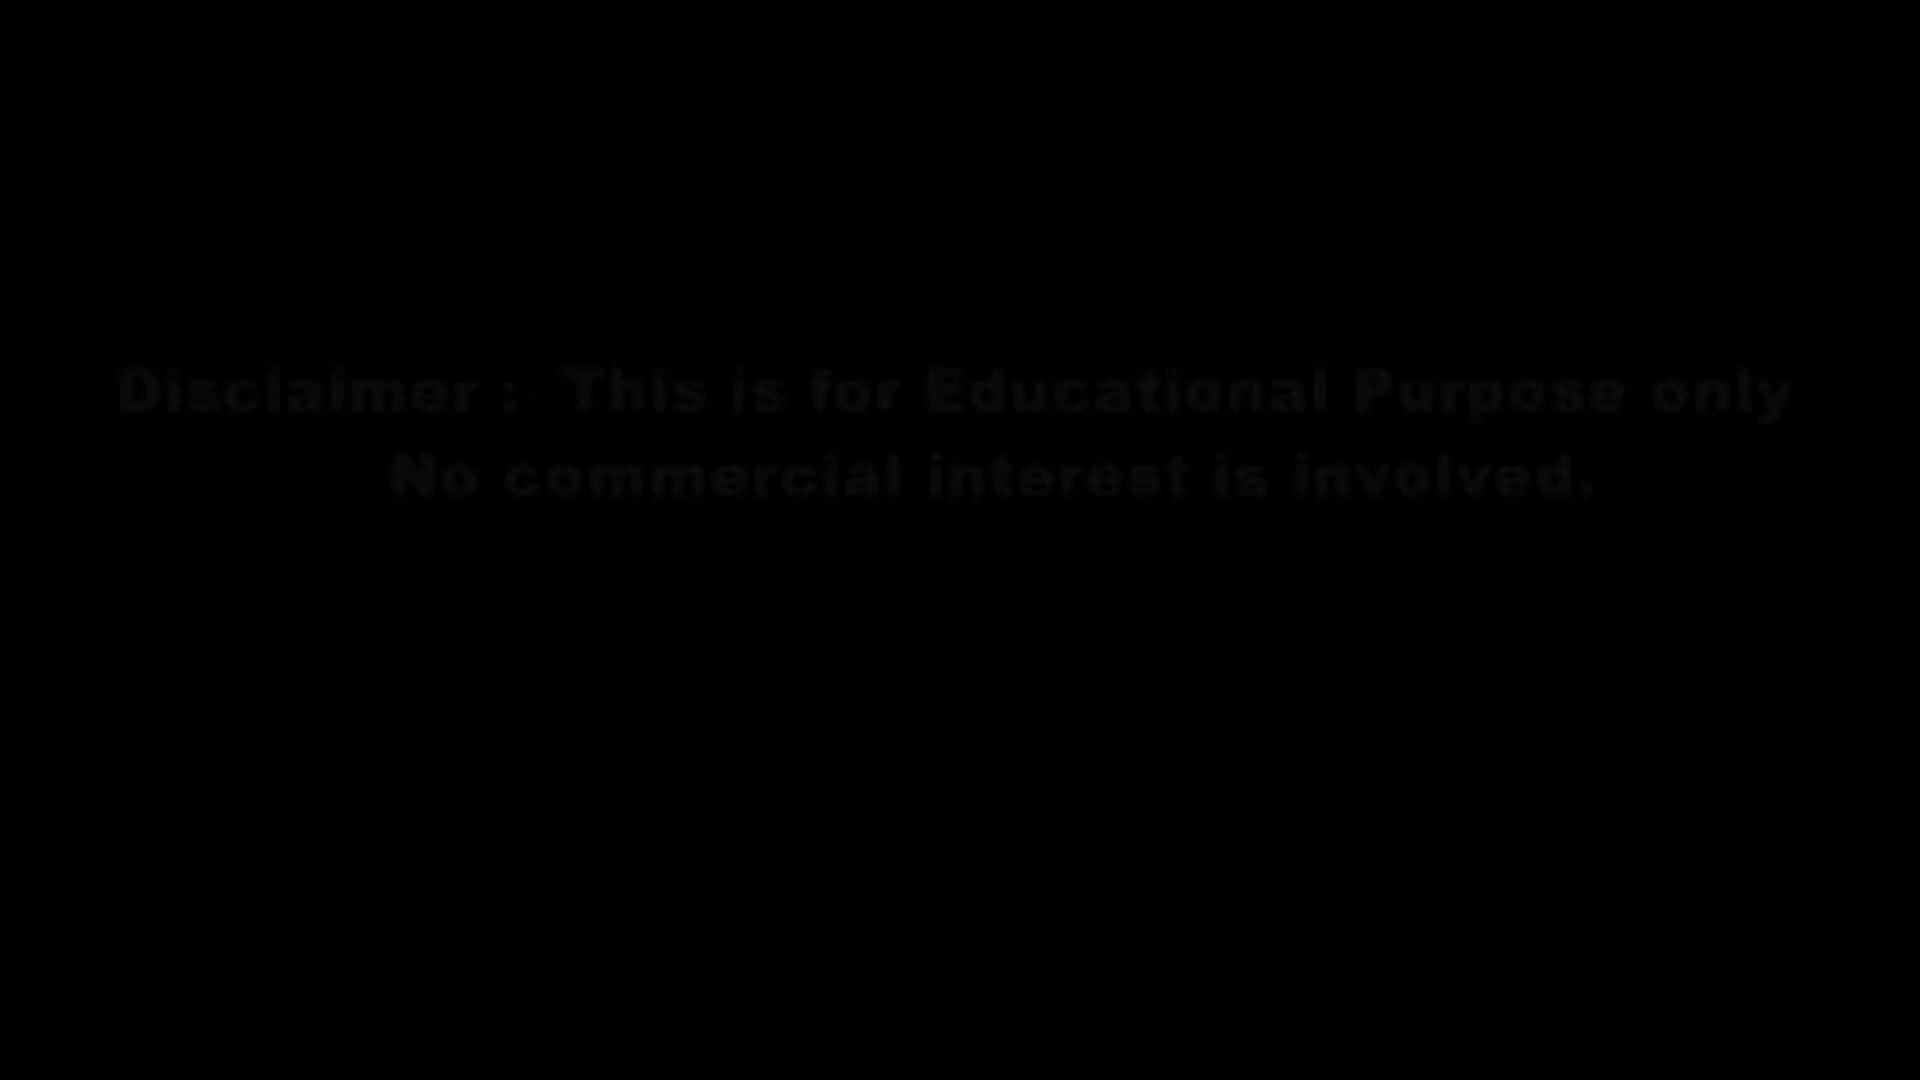 Disclaimer : This is for Educational Purpose only
No commercial interest is involved.